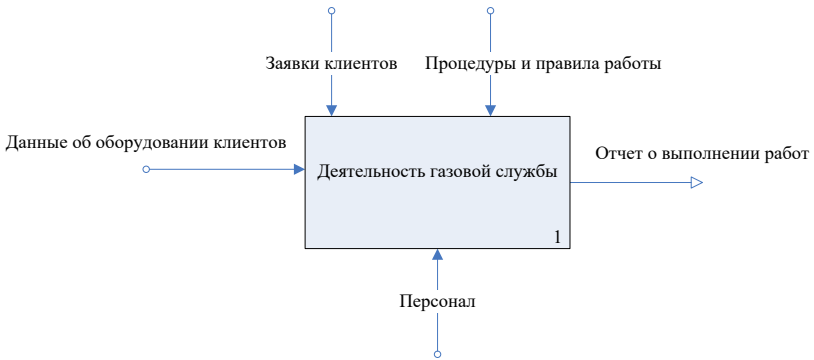 Заявки клиентов
Процедуры и правила работы
Данные об оборудовании клиентов
Отчет о выполнении работ
Деятельность газовой службы
1
Персонал